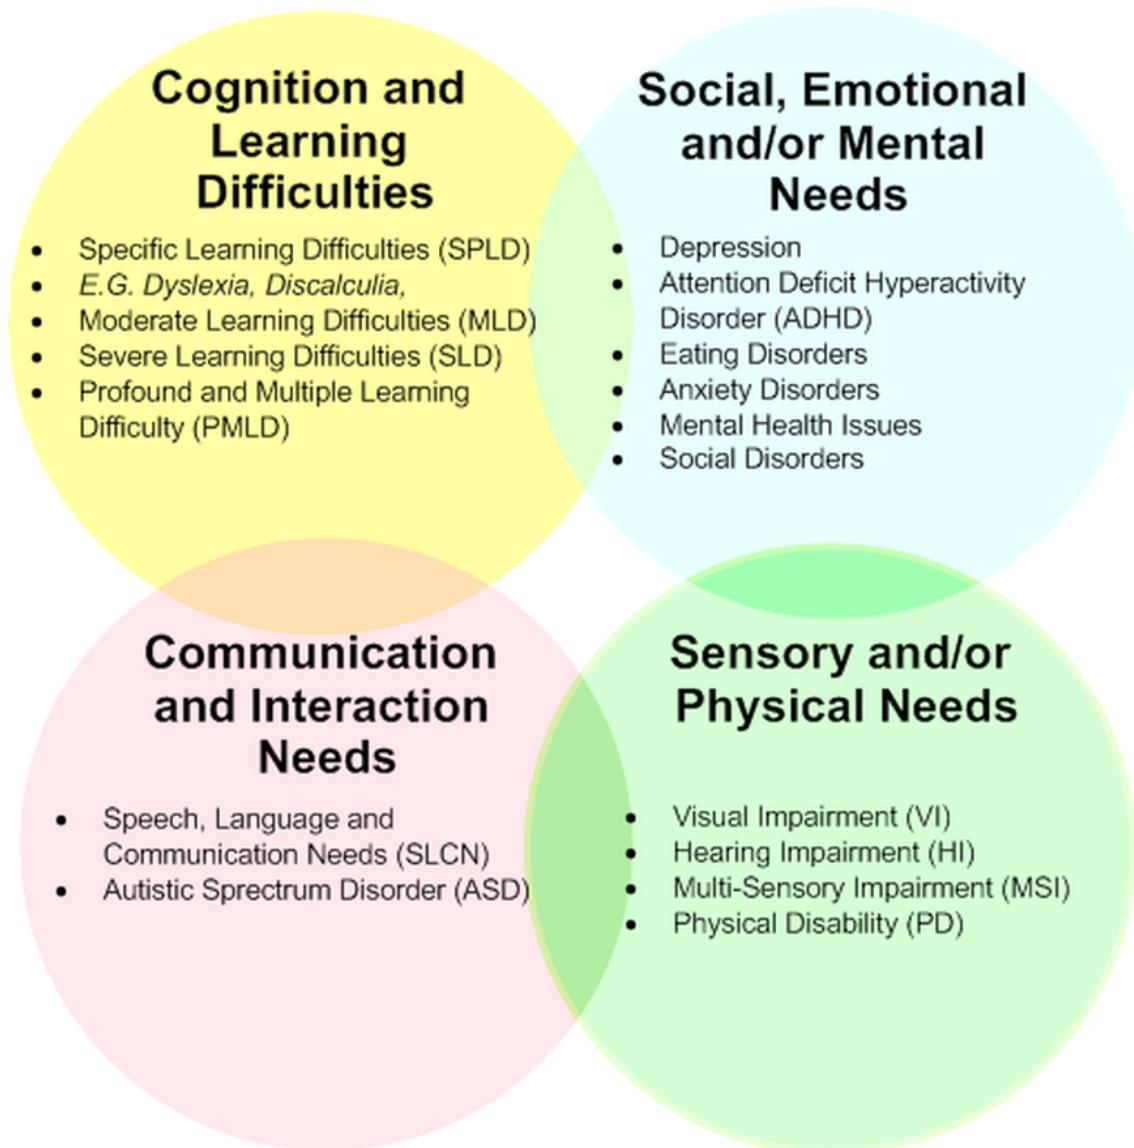 Cognition and
Learning
Difficulties
• Specific Learning Difficulties (SPLD)
• E.G. Dyslexia, Discalculia,
• Moderate Learning Difficulties (MLD)
• Severe Learning Difficulties (SLD)
• Profound and Multiple Learning
Difficulty (PMLD)
Social, Emotional
and/or Mental
Needs
• Depression
• Attention Deficit Hyperactivity
Disorder (ADHD)
• Eating Disorders
• Anxiety Disorders
• Mental Health Issues
• Social Disorders
Communication
and Interaction
Needs
• Speech, Language and
Communication Needs (SLCN)
• Autistic Sprectrum Disorder (ASD)
Sensory and/or
Physical Needs
• Visual Impairment (VI)
• Hearing Impairment (HI)
• Multi-Sensory Impairment (MSI)
• Physical Disability (PD)